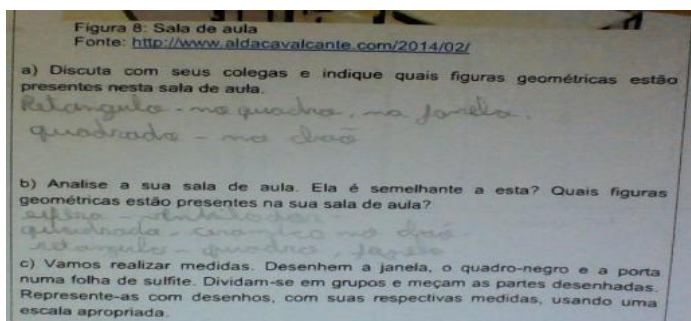 Figura 8: Sala de aula
Fonte: http://www.aldacavalcante.com/2014/02/
a) Discuta com seus colegas e indique quais figuras geométricas estão
presentes nesta sala de aula.
Retangulo - no quadro, na janela.
quadrado - no chão
b) Analise a sua sala de aula. Ela é semelhante a esta? Quais figuras
geométricas estão presentes na sua sala de aula?
esfera - ventilador
quadrado - no chão
retangulo - quadro, janela
c) Vamos realizar medidas. Desenhem a janela, o quadro-negro e a porta
numa folha de sulfite. Dividam-se em grupos e meçam as partes desenhadas.
Represente-as com desenhos, com suas respectivas medidas, usando uma
escala apropriada.